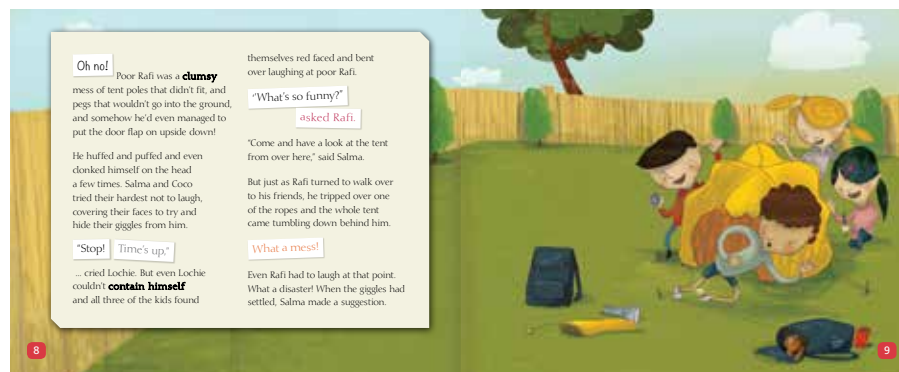 Oh no!
Poor Rafi was a clumsy
mess of tent poles that didn't fit, and
pegs that wouldn't go into the ground,
and somehow he'd even managed to
put the door flap on upside down!
He huffed and puffed and even
clonked himself on the head
a few times. Salma and Coco
tried their hardest not to laugh,
covering their faces to try and
hide their giggles from him.
"Stop! Time's up,"
... cried Lochie. But even Lochie
couldn't contain himself
and all three of the kids found
themselves red faced and bent
over laughing at poor Rafi.
"What's so funny?"
asked Rafi.
"Come and have a look at the tent
from over here," said Salma.
But just as Rafi turned to walk over
to his friends, he tripped over one
of the ropes and the whole tent
came tumbling down behind him.
What a mess!
Even Rafi had to laugh at that point.
What a disaster! When the giggles had
settled, Salma made a suggestion.
8
9